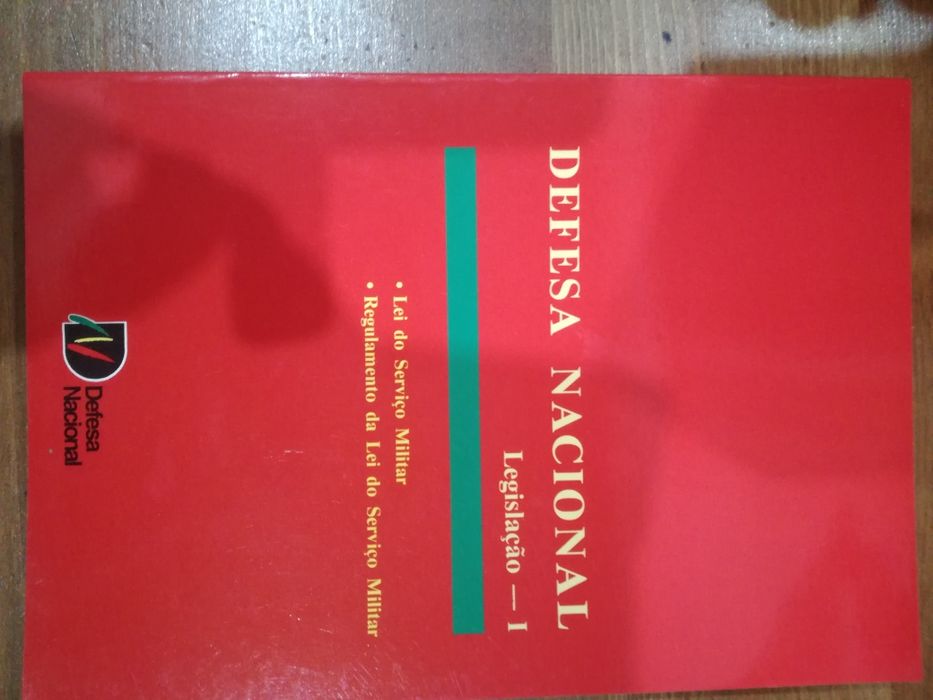 DEFESA NACIONAL
Legislação — I
• Lei do Serviço Militar
• Regulamento da Lei do Serviço Militar
Defesa
Nacional